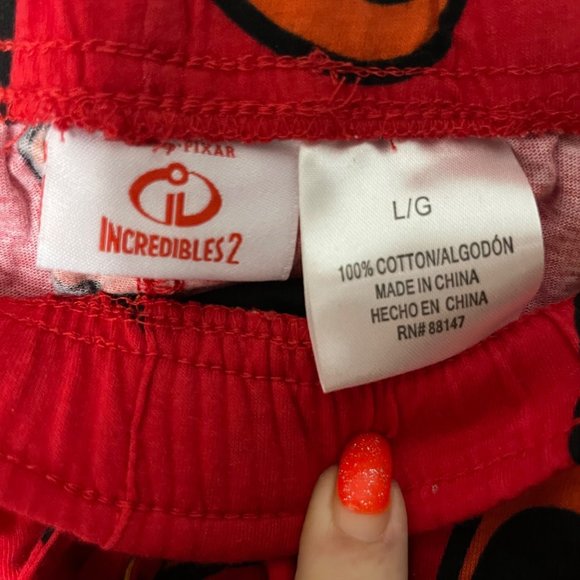 PIXAR
INCREDIBLES 2
L/G
100% COTTON/ALGODÓN
MADE IN CHINA
HECHO EN CHINA
RN# 88147